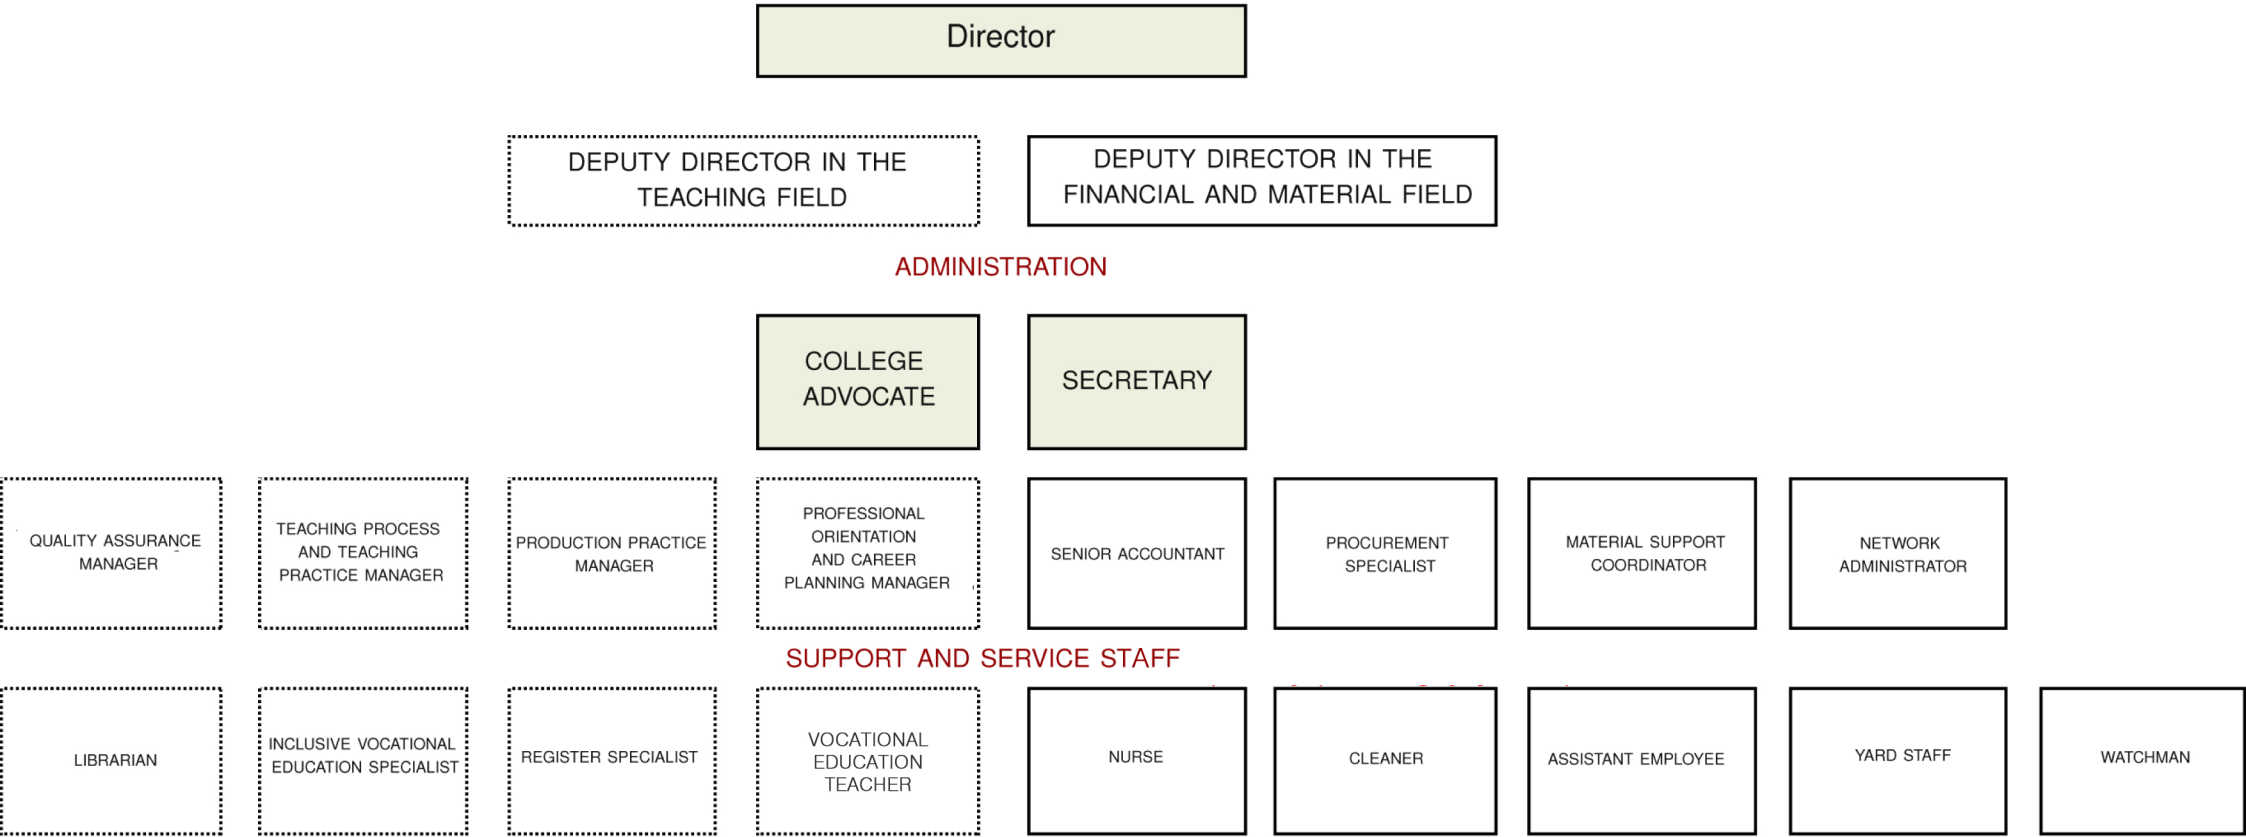 Director
DEPUTY DIRECTOR IN THE
TEACHING FIELD
DEPUTY DIRECTOR IN THE
FINANCIAL AND MATERIAL FIELD
ADMINISTRATION
COLLEGE
ADVOCATE
SECRETARY
QUALITY ASSURANCE
MANAGER
TEACHING PROCESS
AND TEACHING
PRACTICE MANAGER
PRODUCTION PRACTICE
MANAGER
PROFESSIONAL
ORIENTATION
AND CAREER
PLANNING MANAGER
SENIOR ACCOUNTANT
PROCUREMENT
SPECIALIST
MATERIAL SUPPORT
COORDINATOR
NETWORK
ADMINISTRATOR
SUPPORT AND SERVICE STAFF
LIBRARIAN
INCLUSIVE VOCATIONAL
EDUCATION SPECIALIST
REGISTER SPECIALIST
VOCATIONAL
EDUCATION
TEACHER
NURSE
CLEANER
ASSISTANT EMPLOYEE
YARD STAFF
WATCHMAN